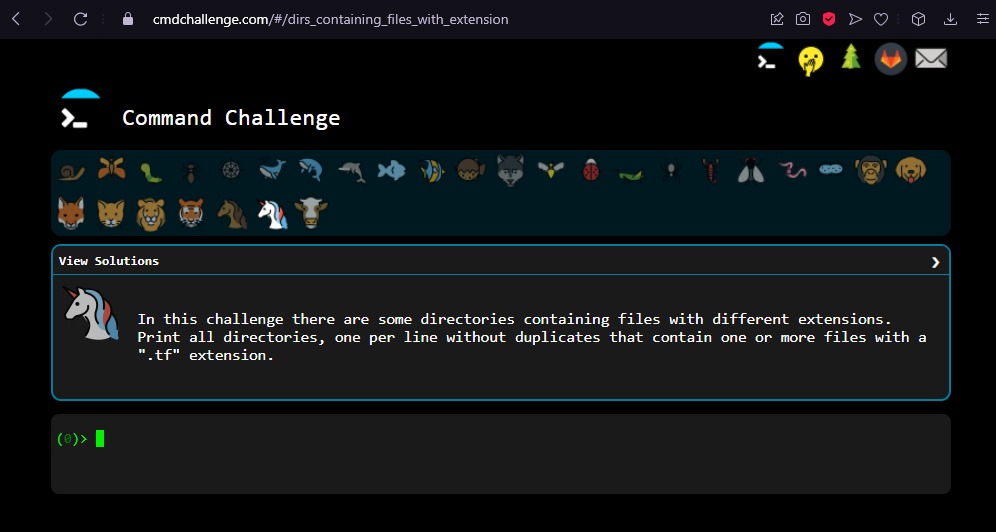 cmdchallenge.com/#/dirs_containing_files_with_extension
Command Challenge
View Solutions
In this challenge there are some directories containing files with different extensions.
Print all directories, one per line without duplicates that contain one or more files with a
".tf" extension.
(0)>